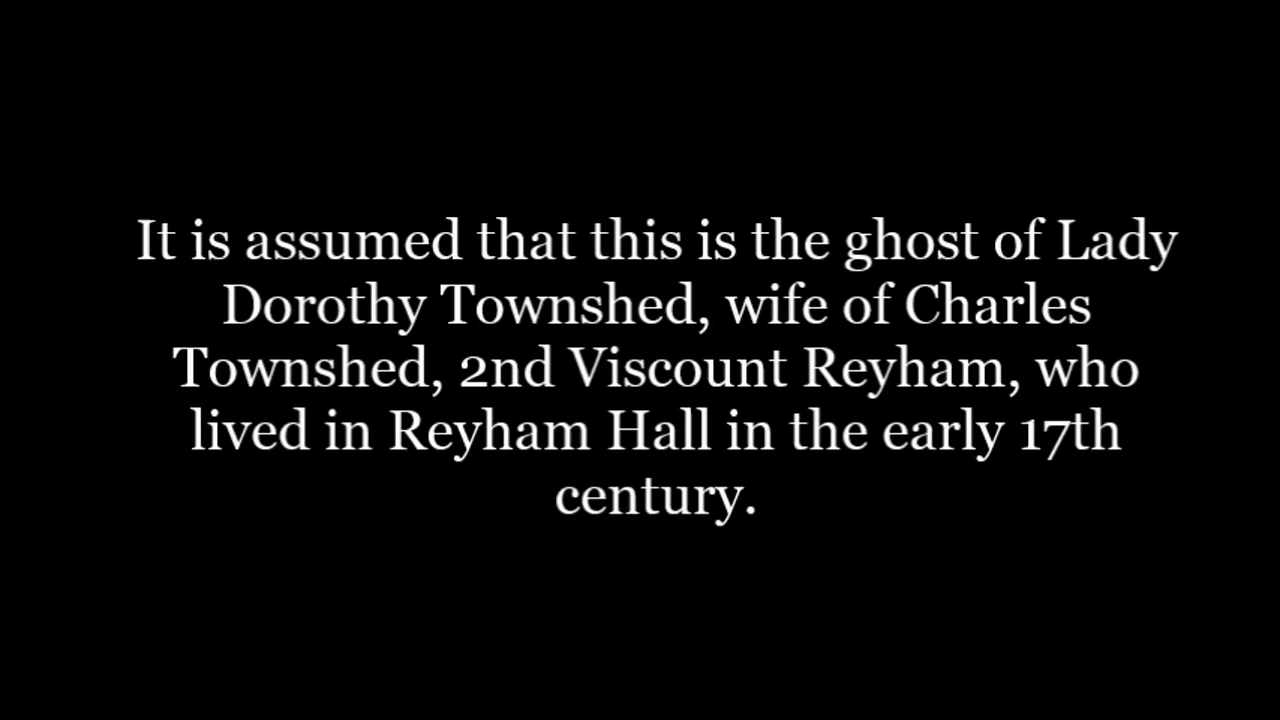 It is assumed that this is the ghost of Lady
Dorothy Townshed, wife of Charles
Townshed, 2nd Viscount Reyham, who
lived in Reyham Hall in the early 17th
century.